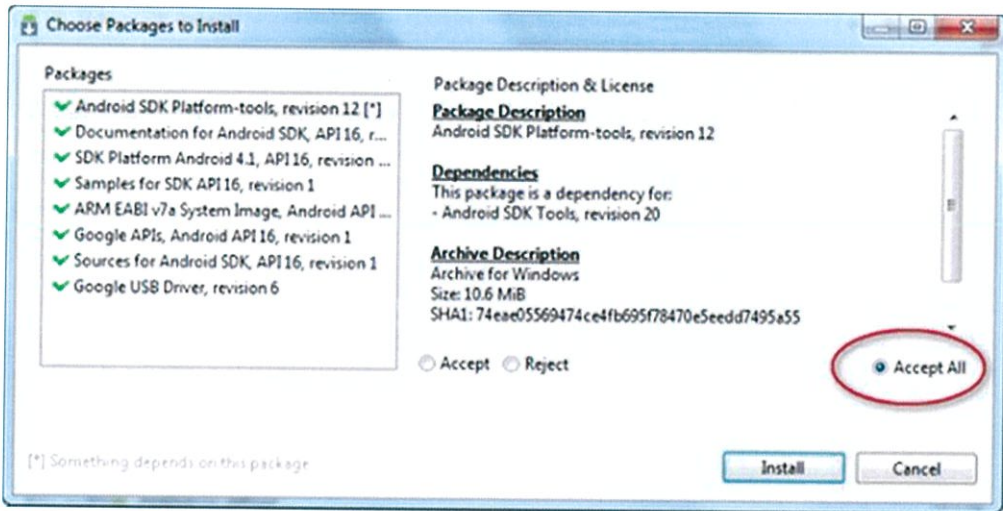 Choose Packages to Install
Packages
Android SDK Platform-tools, revision 12 [*]
Documentation for Android SDK, API 16, r...
SDK Platform Android 4.1, API 16, revision ...
Samples for SDK API 16, revision 1
ARM EABI v7a System Image, Android API ...
Google APIs, Android API 16, revision 1
Sources for Android SDK, API 16, revision 1
Google USB Driver, revision 6
Package Description & License
Package Description
Android SDK Platform-tools, revision 12
Dependencies
This package is a dependency for:
- Android SDK Tools, revision 20
Archive Description
Archive for Windows
Size: 10.6 MiB
SHA1: 74eae05569474ce4fb695f78470e5eedd7495a55
Accept Reject Accept All
[*] Something depends on this package
Install Cancel